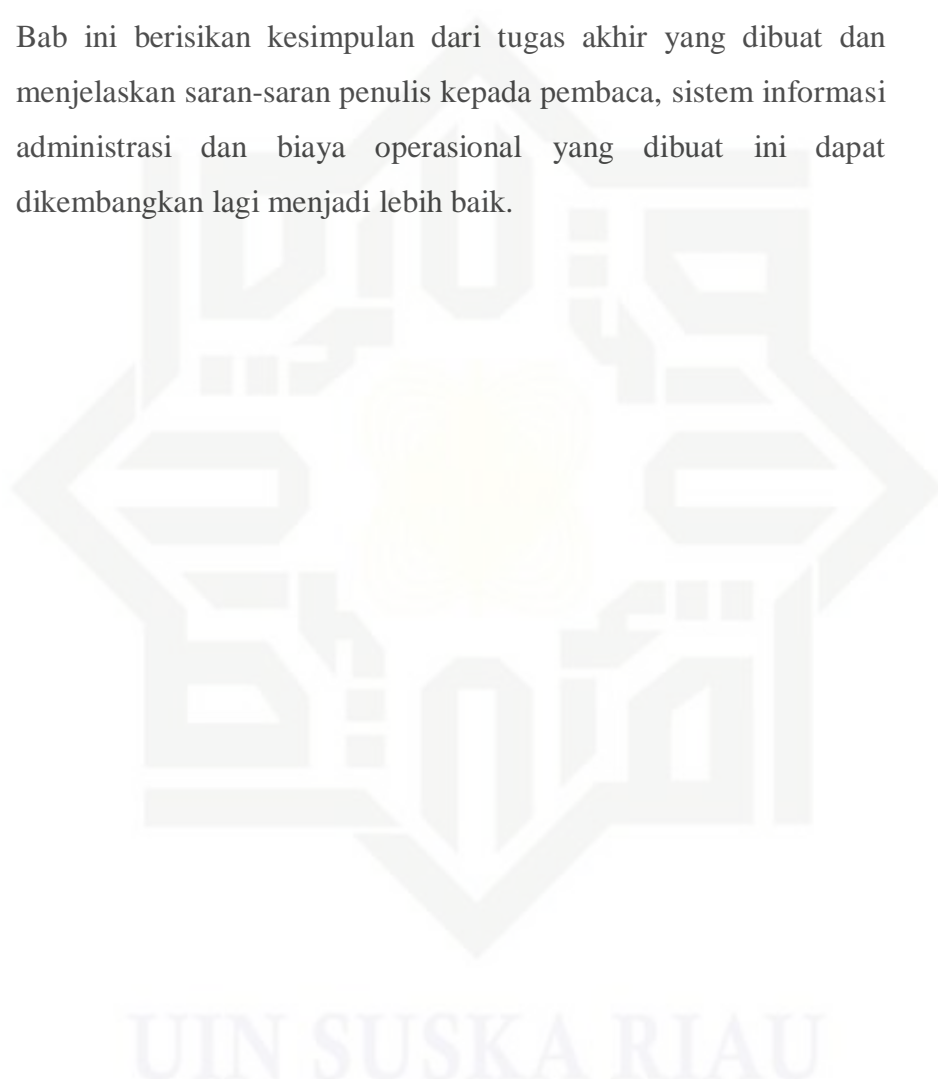 Bab ini berisikan kesimpulan dari tugas akhir yang dibuat dan
menjelaskan saran-saran penulis kepada pembaca, sistem informasi
administrasi dan biaya operasional yang dibuat ini dapat
dikembangkan lagi menjadi lebih baik.
UIN SUSKA RIAU